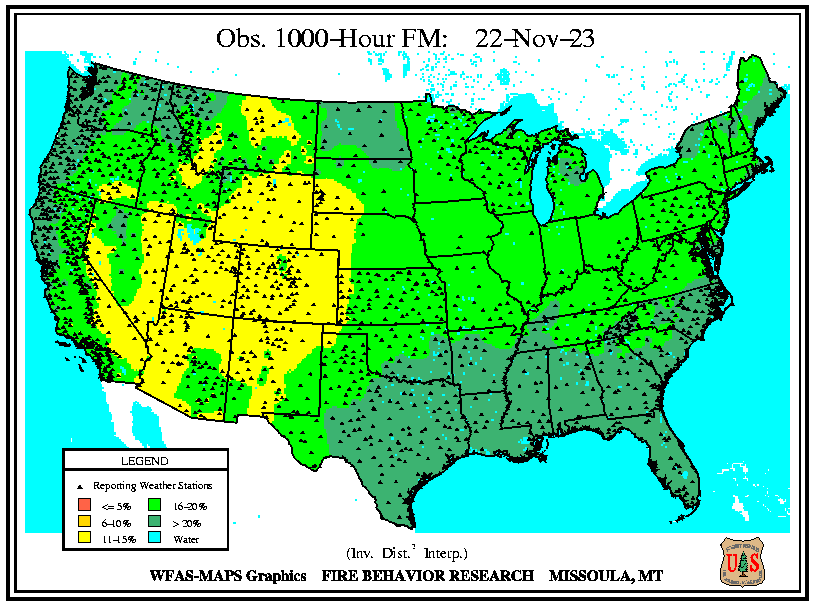 Obs. 1000-Hour FM: 22-Nov-23
LEGEND
Reporting Weather Stations
<= 5% 16-20%
6-10% > 20%
11-15% Water
(Inv. Dist.² Interp.)
WFAS-MAPS Graphics FIRE BEHAVIOR RESEARCH MISSOULA, MT
U S